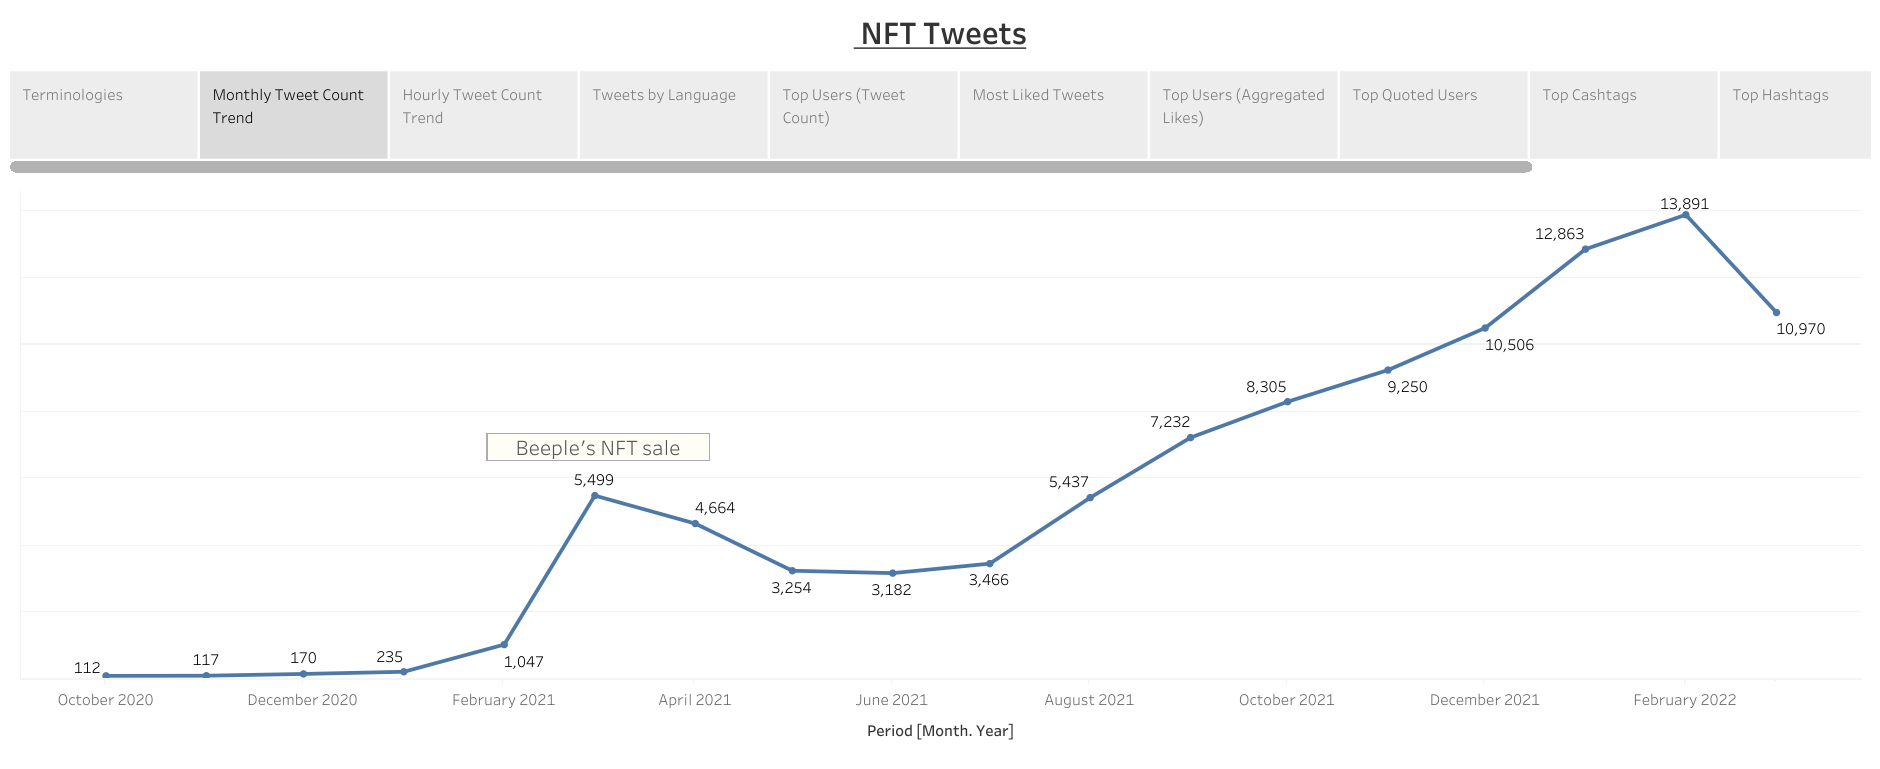 NFT Tweets
Terminologies
Monthly Tweet Count
Trend
Hourly Tweet Count
Trend
Tweets by Language
Top Users (Tweet
Count)
Most Liked Tweets
Top Users (Aggregated
Likes)
Top Quoted Users
Top Cashtags
Top Hashtags
112
117
170
235
1,047
Beeple’s NFT sale
5,499
4,664
3,254
3,182
3,466
5,437
7,232
8,305
9,250
10,506
12,863
13,891
10,970
October 2020
December 2020
February 2021
April 2021
June 2021
August 2021
October 2021
December 2021
February 2022
Period [Month. Year]